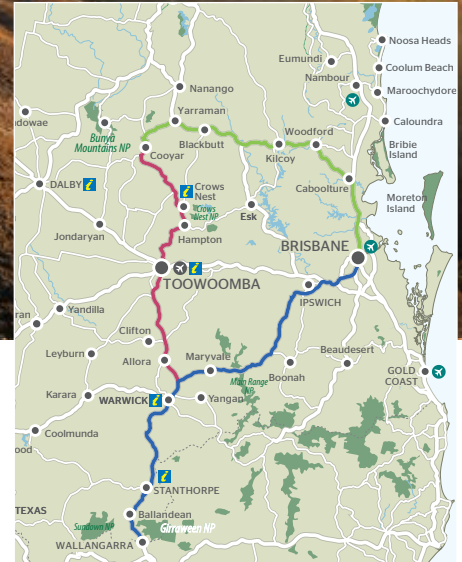 Noosa Heads
Eumundi
Coolum Beach
Nambour
Nanango
Maroochydore
Yarraman
Caloundra
Woodford
Bunya
Mountains NP
Blackbutt
Bribie
Island
Cooyar
Kilcoy
DALBY
Crows
Nest
Caboolture
Moreton
Island
Crows
Nest NP
Esk
Jondaryan
Hampton
BRISBANE
TOOWOOMBA
IPSWICH
Yandilla
Clifton
Leyburn
Allora
Maryvale
Beaudesert
Main Range
NP
Boonah
GOLD
COAST
Karara
WARWICK
Yangan
Coolmunda
STANTHORPE
TEXAS
Ballandean
Sundown NP
Girraween NP
WALLANGARRA